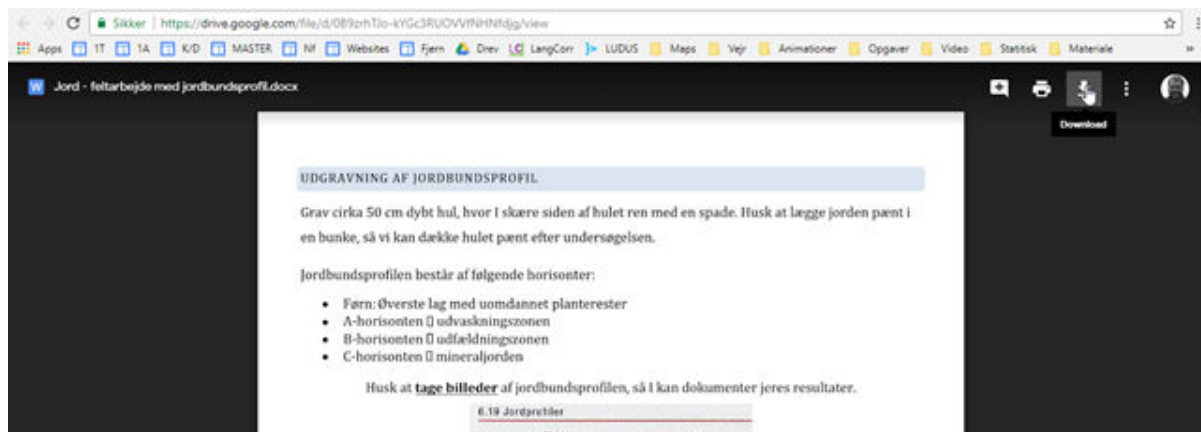 Sikker | https://drive.google.com/file/d/0B9zrhTJo-kYGc3RUOVVfNHNfdjg/view
Apps 1T 1A K/D MASTER Nf Websites Fjern Drev LangCorr LUDUS Maps Vejr Animationer Opgaver Video Statitisk Materiale
Jord - feltarbejde med jordbundsprofil.docx
Download
UDGRAVNING AF JORDBUNDSPROFIL
Grav cirka 50 cm dybt hul, hvor I skære siden af hulet ren med en spade. Husk at lægge jorden pænt i
en bunke, så vi kan dække hulet pænt efter undersøgelsen.
Jordbundsprofilen består af følgende horisonter:
• Førn: Øverste lag med uomdannet planterester
• A-horisonten ▯ udvaskningszonen
• B-horisonten ▯ udfældningszonen
• C-horisonten ▯ mineraljorden
Husk at tage billeder af jordbundsprofilen, så I kan dokumenter jeres resultater.
6.19 Jordprofiler